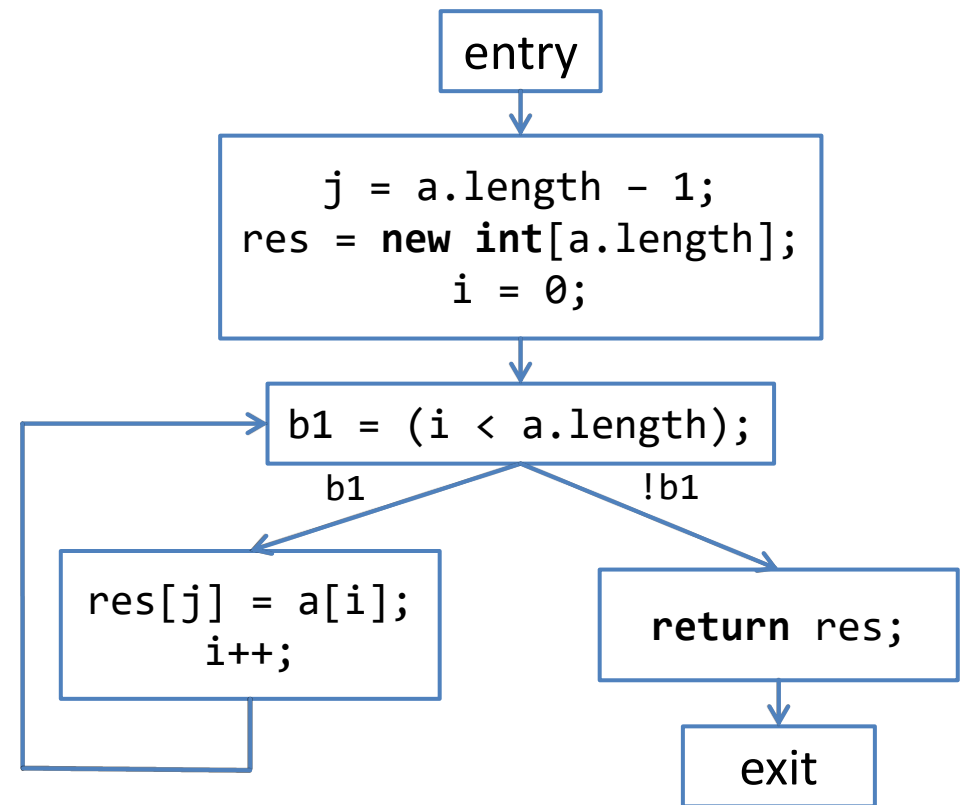 entry
j = a.length – 1;
res = new int[a.length];
i = 0;
b1 = (i < a.length);
b1
!b1
res[j] = a[i];
i++;
return res;
exit